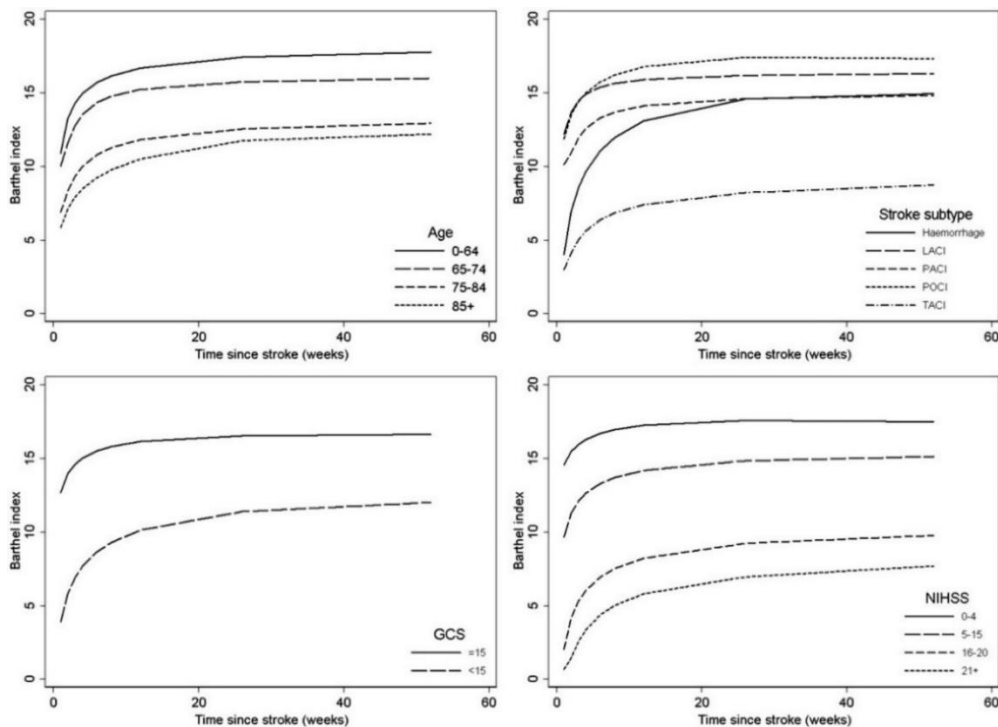 20
15
10
5
0
Barthel index
Age
0-64
65-74
75-84
85+
0 20 40 60
Time since stroke (weeks)
20
15
10
5
0
Barthel index
Stroke subtype
Haemorrhage
LACI
PACI
POCI
TACI
0 20 40 60
Time since stroke (weeks)
20
15
10
5
0
Barthel index
GCS
=15
<15
0 20 40 60
Time since stroke (weeks)
20
15
10
5
0
Barthel index
NIHSS
0-4
5-15
16-20
21+
0 20 40 60
Time since stroke (weeks)